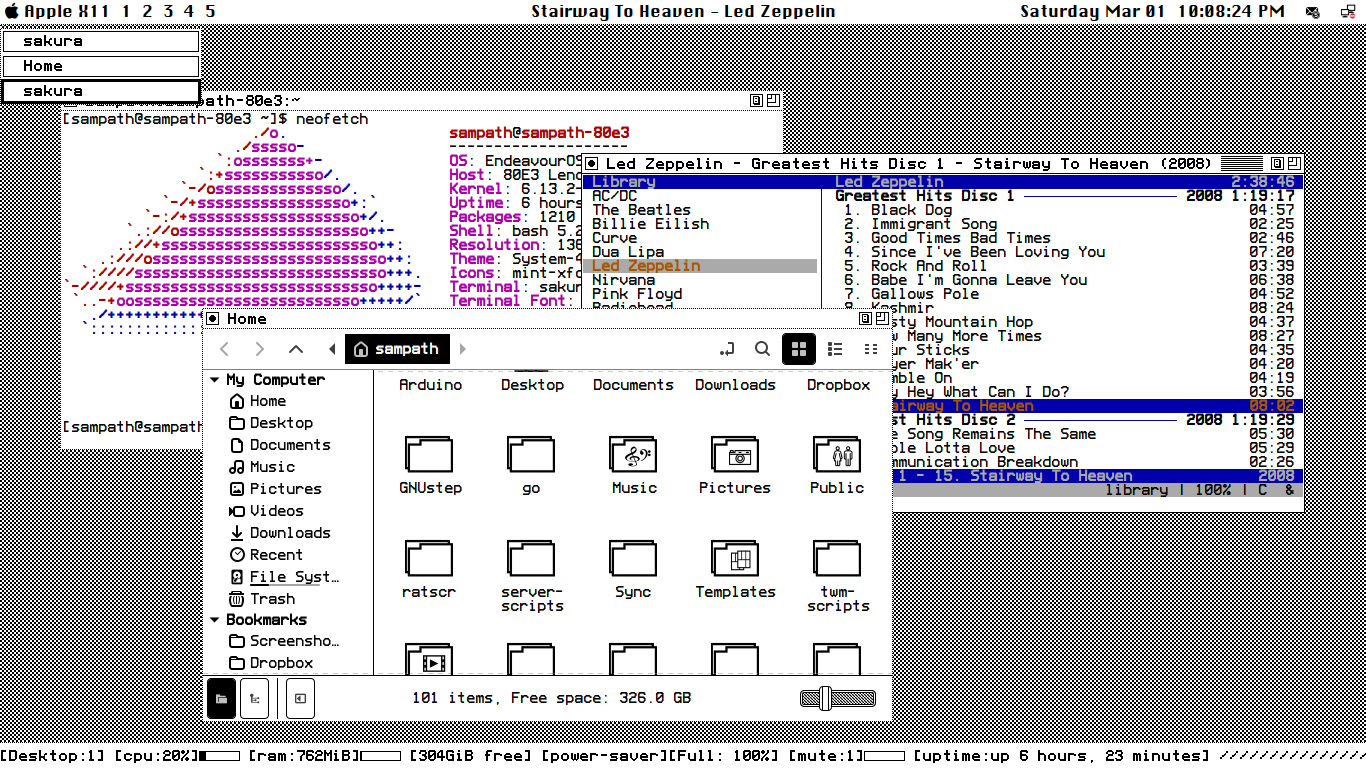 Apple X11 1 2 3 4 5
Stairway To Heaven - Led Zeppelin
Saturday Mar 01 10:08:24 PM
sakura
Home
sakura
sampath-80e3:~
[sampath@sampath-80e3 ~]$ neofetch
./o.
./sssso-
`:osssssss+-
`:+sssssssssso/.
`-/ossssssssssssso/.
`-/+sssssssssssssssso+:`
`-:/+sssssssssssssssssso+/.
`.://osssssssssssssssssssso++-
.://+ssssssssssssssssssssssso++:
.:///ossssssssssssssssssssssssso++:
`:////ssssssssssssssssssssssssssso+++.
`-////+ssssssssssssssssssssssssssso++++-
`..-+oosssssssssssssssssssssssso+++++/`
./++++++++++
`::::::::::::
sampath@sampath-80e3
--------------------
OS: EndeavourOS
Host: 80E3 Leno
Kernel: 6.13.2-
Uptime: 6 hours
Packages: 1210
Shell: bash 5.2
Resolution: 136
Theme: System-
Icons: mint-xfc
Terminal: sakur
Terminal Font:
[sampath@sampath
Led Zeppelin - Greatest Hits Disc 1 - Stairway To Heaven (2008)
Library
AC/DC
The Beatles
Billie Eilish
Curve
Dua Lipa
Led Zeppelin
Nirvana
Pink Floyd
Radiohead
Led Zeppelin 2:38:46
Greatest Hits Disc 1 2008 1:19:17
1. Black Dog 04:57
2. Immigrant Song 02:25
3. Good Times Bad Times 02:46
4. Since I've Been Loving You 07:20
5. Rock And Roll 03:39
6. Babe I'm Gonna Leave You 06:38
7. Gallows Pole 04:52
8. Kashmir 08:24
sty Mountain Hop 04:37
w Many More Times 08:27
ur Sticks 04:35
yer Mak'er 04:20
mble On 04:19
y Hey What Can I Do? 03:56
airway To Heaven 08:02
st Hits Disc 2 2008 1:19:29
e Song Remains The Same 05:30
ole Lotta Love 05:29
mmunication Breakdown 02:26
1 - 15. Stairway To Heaven 2008
library | 100% | C &
Home
sampath
My Computer
Home
Desktop
Documents
Music
Pictures
Videos
Downloads
Recent
File Syst…
Trash
Bookmarks
Screensho…
Dropbox
Arduino Desktop Documents Downloads Dropbox
GNUstep go Music Pictures Public
ratscr server-scripts Sync Templates twm-scripts
101 items, Free space: 326.0 GB
[Desktop:1] [cpu:20%] [ram:762MiB] [304GiB free] [power-saver][Full: 100%] [mute:1] [uptime:up 6 hours, 23 minutes] ////////////////